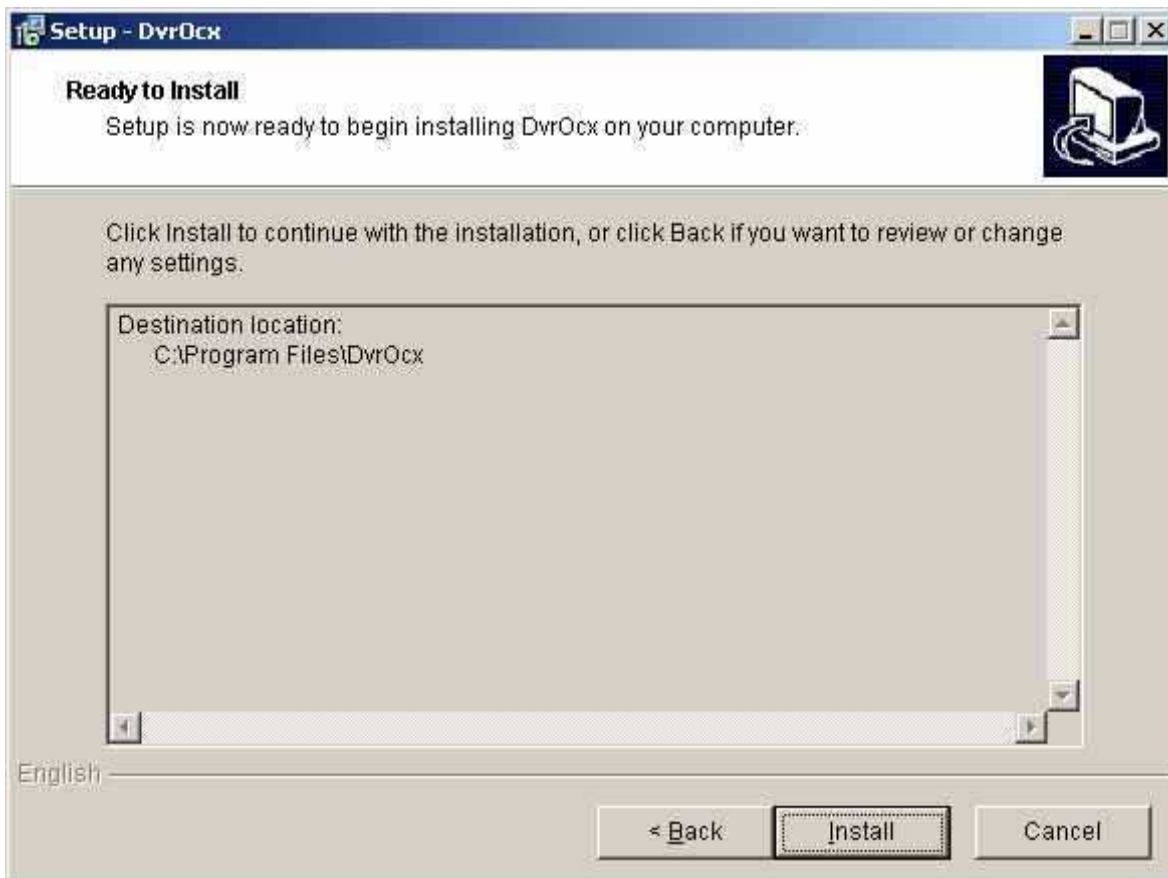 Setup - DvrOcx
Ready to Install
Setup is now ready to begin installing DvrOcx on your computer.
Click Install to continue with the installation, or click Back if you want to review or change
any settings.
Destination location:
C:\Program Files\DvrOcx
English
< Back
Install
Cancel